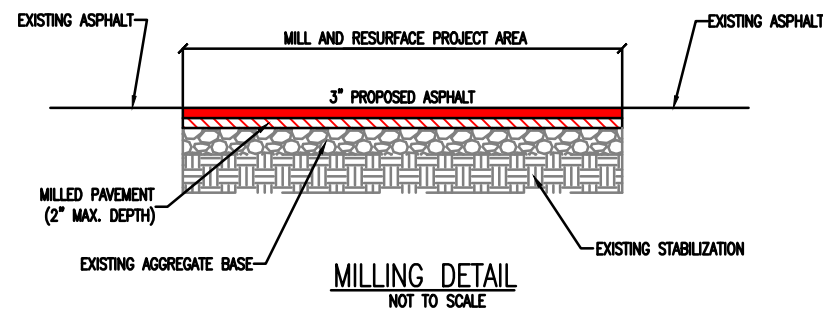 EXISTING ASPHALT
EXISTING ASPHALT
MILL AND RESURFACE PROJECT AREA
3" PROPOSED ASPHALT
MILLED PAVEMENT
(2" MAX. DEPTH)
EXISTING AGGREGATE BASE
EXISTING STABILIZATION
MILLING DETAIL
NOT TO SCALE